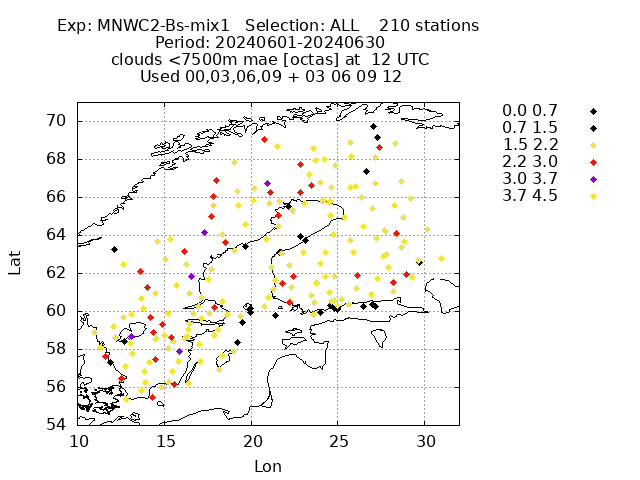 Exp: MNWC2-Bs-mix1 Selection: ALL 210 stations
Period: 20240601-20240630
clouds <7500m mae [octas] at 12 UTC
Used 00,03,06,09 + 03 06 09 12
0.0 0.7
0.7 1.5
1.5 2.2
2.2 3.0
3.0 3.7
3.7 4.5
70
68
66
64
62
60
58
56
54
Lat
10 15 20 25 30
Lon